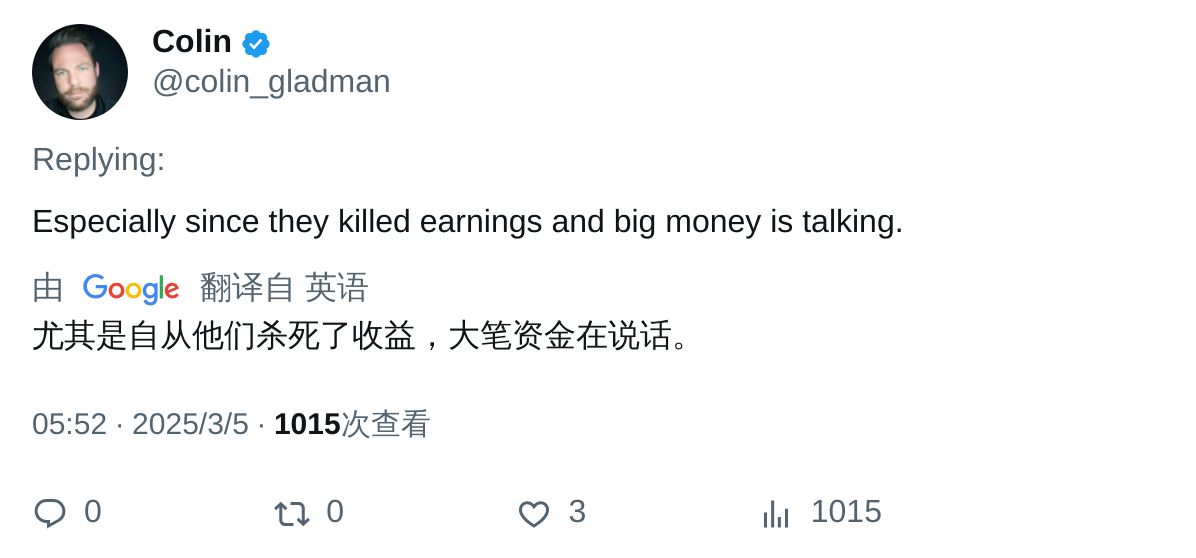 Colin
@colin_gladman
Replying:
Especially since they killed earnings and big money is talking.
由 Google 翻译自 英语
尤其是自从他们杀死了收益，大笔资金在说话。
05:52 · 2025/3/5 · 1015次查看
0 0 3 1015